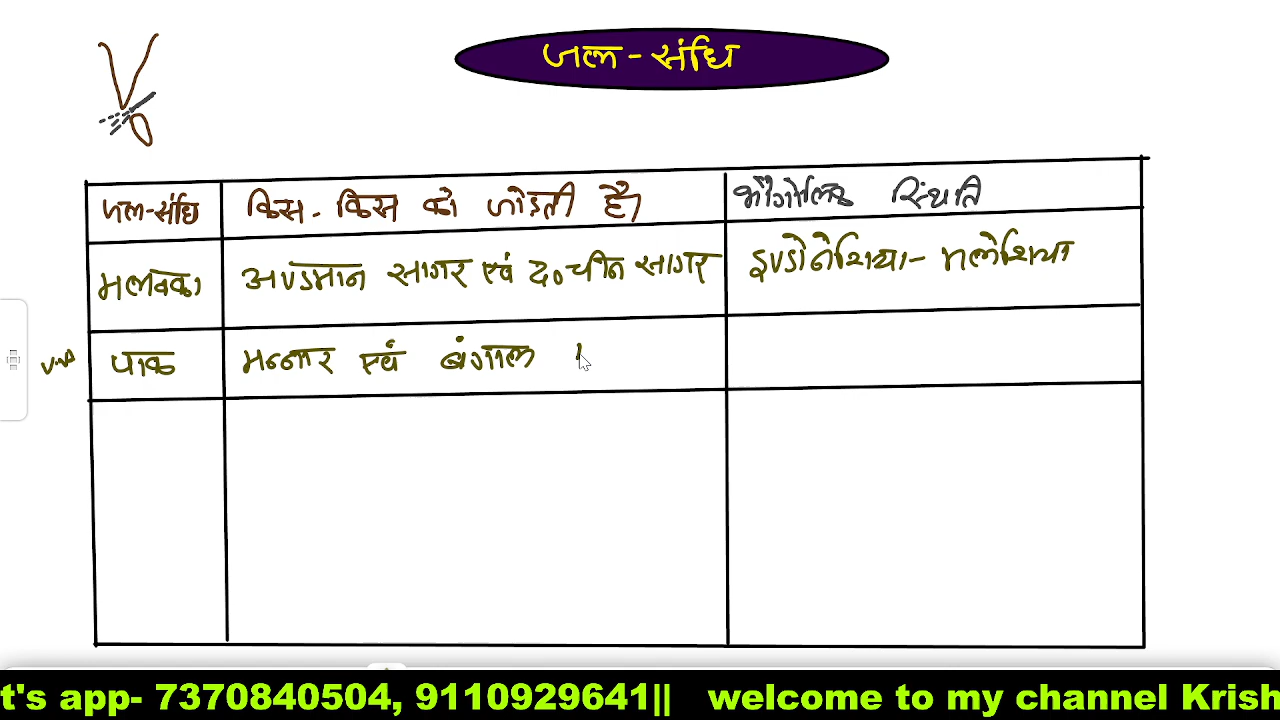 जल-संधि
जल-संधि किस-किस को जोड़ती है। भौगोलिक स्थिति
मलक्का अण्डमान सागर एवं द० चीन सागर इण्डोनेशिया-मलेशिया
पाक मन्नार एवं बंगाल
t's app- 7370840504, 9110929641|| welcome to my channel Krish